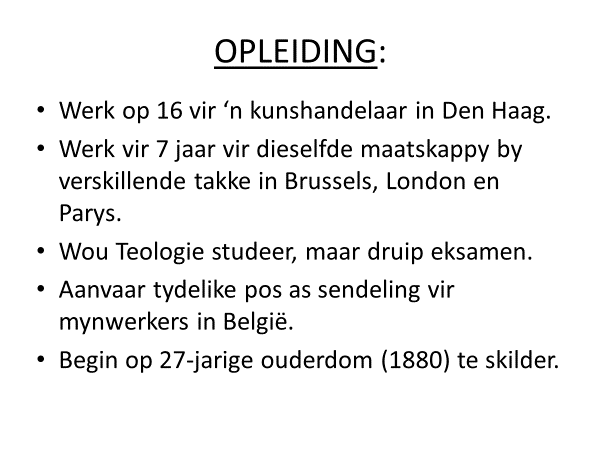 OPLEIDING:
• Werk op 16 vir ‘n kunshandelaar in Den Haag.
• Werk vir 7 jaar vir dieselfde maatskappy by
verskillende takke in Brussels, London en
Parys.
• Wou Teologie studeer, maar druip eksamen.
• Aanvaar tydelike pos as sendeling vir
mynwerkers in België.
• Begin op 27-jarige ouderdom (1880) te skilder.